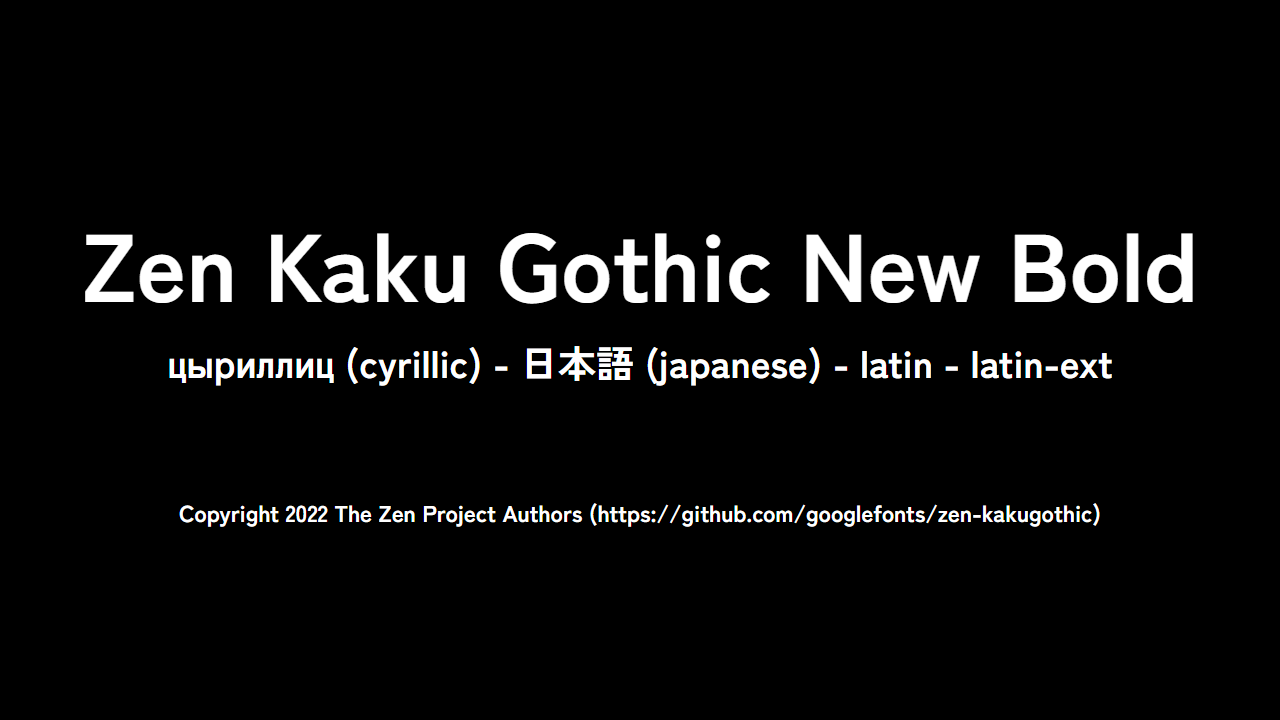 Zen Kaku Gothic New Bold
цыриллиц (cyrillic) - 日本語 (japanese) - latin - latin-ext
Copyright 2022 The Zen Project Authors (https://github.com/googlefonts/zen-kakugothic)